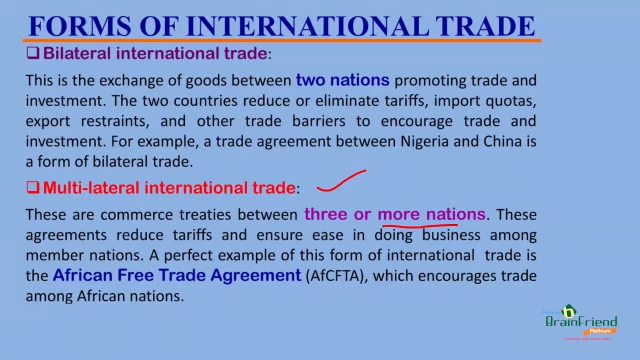 FORMS OF INTERNATIONAL TRADE
❑Bilateral international trade:
This is the exchange of goods between two nations promoting trade and
investment. The two countries reduce or eliminate tariffs, import quotas,
export restraints, and other trade barriers to encourage trade and
investment. For example, a trade agreement between Nigeria and China is
a form of bilateral trade.
❑Multi-lateral international trade:
These are commerce treaties between three or more nations. These
agreements reduce tariffs and ensure ease in doing business among
member nations. A perfect example of this form of international trade is
the African Free Trade Agreement (AfCFTA), which encourages trade
among African nations.
BrainFriend
Platinum